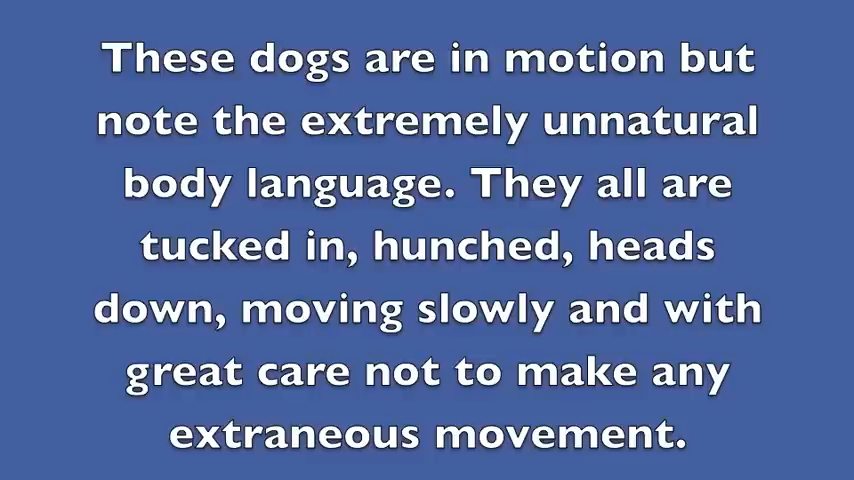 These dogs are in motion but
note the extremely unnatural
body language. They all are
tucked in, hunched, heads
down, moving slowly and with
great care not to make any
extraneous movement.